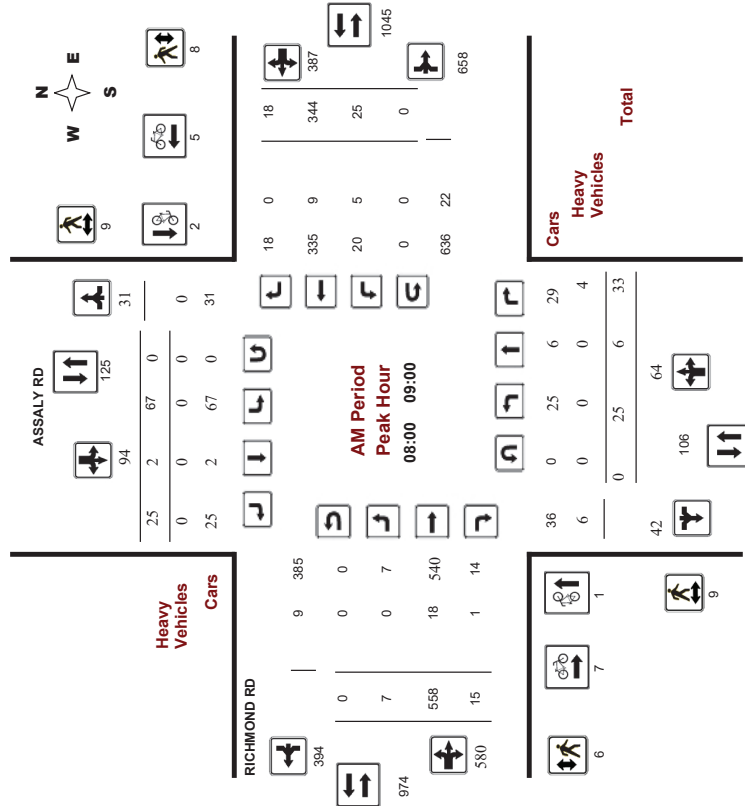 N
W E
S
9
2
5
8
ASSALY RD
94
125
31
25 2 67 0
0 0 0 0 0
25 2 67 0 31
Heavy
Vehicles
Cars
18 0 18
335 9 344
20 5 25
0 0 0
636 22
387
1045
658
AM Period
Peak Hour
08:00 09:00
RICHMOND RD
394
974
580
9 385
0 0 0
7 0 7
558 18 540
15 1 14
Cars
Heavy
Vehicles
Total
36 0 25 6 29
6 0 0 0 4
0 25 6 33
42
106
64
6
7
1
9